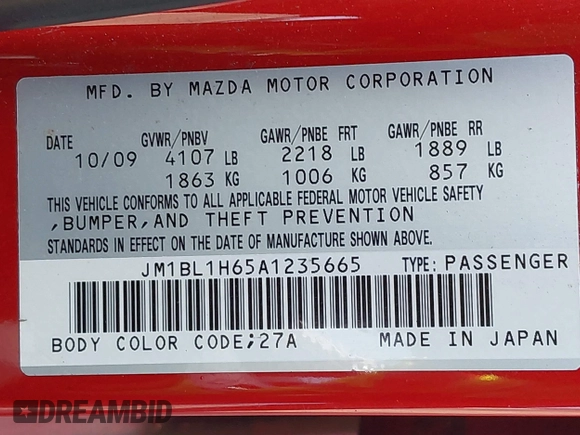 MFD. BY MAZDA MOTOR CORPORATION
DATE GVWR/PNBV GAWR/PNBE FRT GAWR/PNBE RR
10/09 4107 LB 2218 LB 1889 LB
1863 KG 1006 KG 857 KG
THIS VEHICLE CONFORMS TO ALL APPLICABLE FEDERAL MOTOR VEHICLE SAFETY
,BUMPER,AND THEFT PREVENTION
STANDARDS IN EFFECT ON THE DATE OF MANUFACTURE SHOWN ABOVE.
JM1BL1H65A1235665 TYPE: PASSENGER
BODY COLOR CODE;27A MADE IN JAPAN
DREAMBID